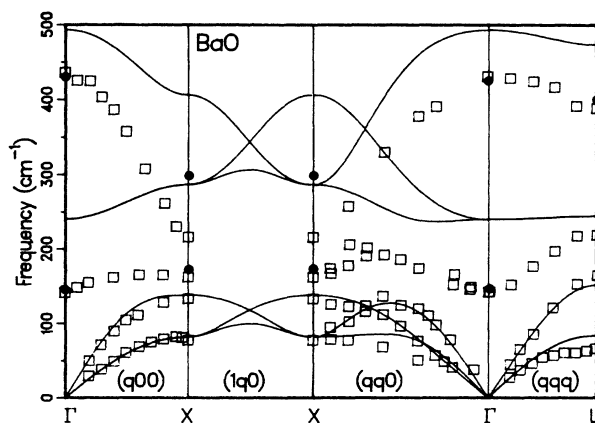 BaO
Frequency (cm⁻¹)
500
400
300
200
100
0
(q00)
(1q0)
(qq0)
(qqq)
Γ
X
X
Γ
L